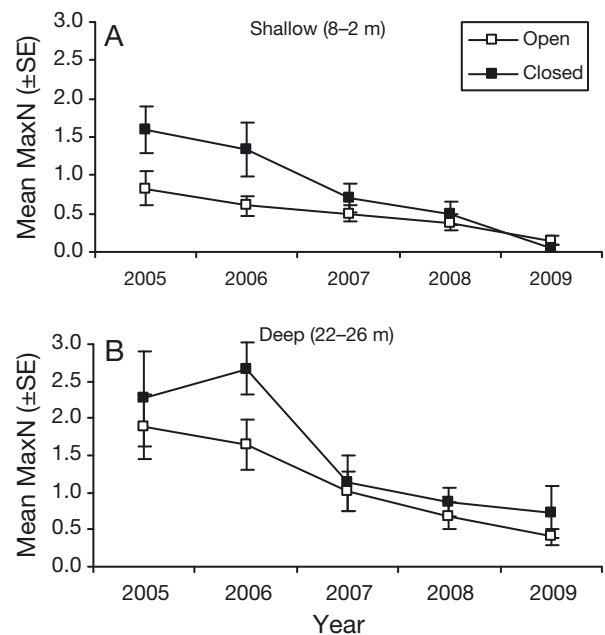 A
Shallow (8–2 m)
Open
Closed
Mean MaxN (±SE)
3.0
2.5
2.0
1.5
1.0
0.5
0.0
2005 2006 2007 2008 2009
B
Deep (22–26 m)
Mean MaxN (±SE)
3.0
2.5
2.0
1.5
1.0
0.5
0.0
2005 2006 2007 2008 2009
Year